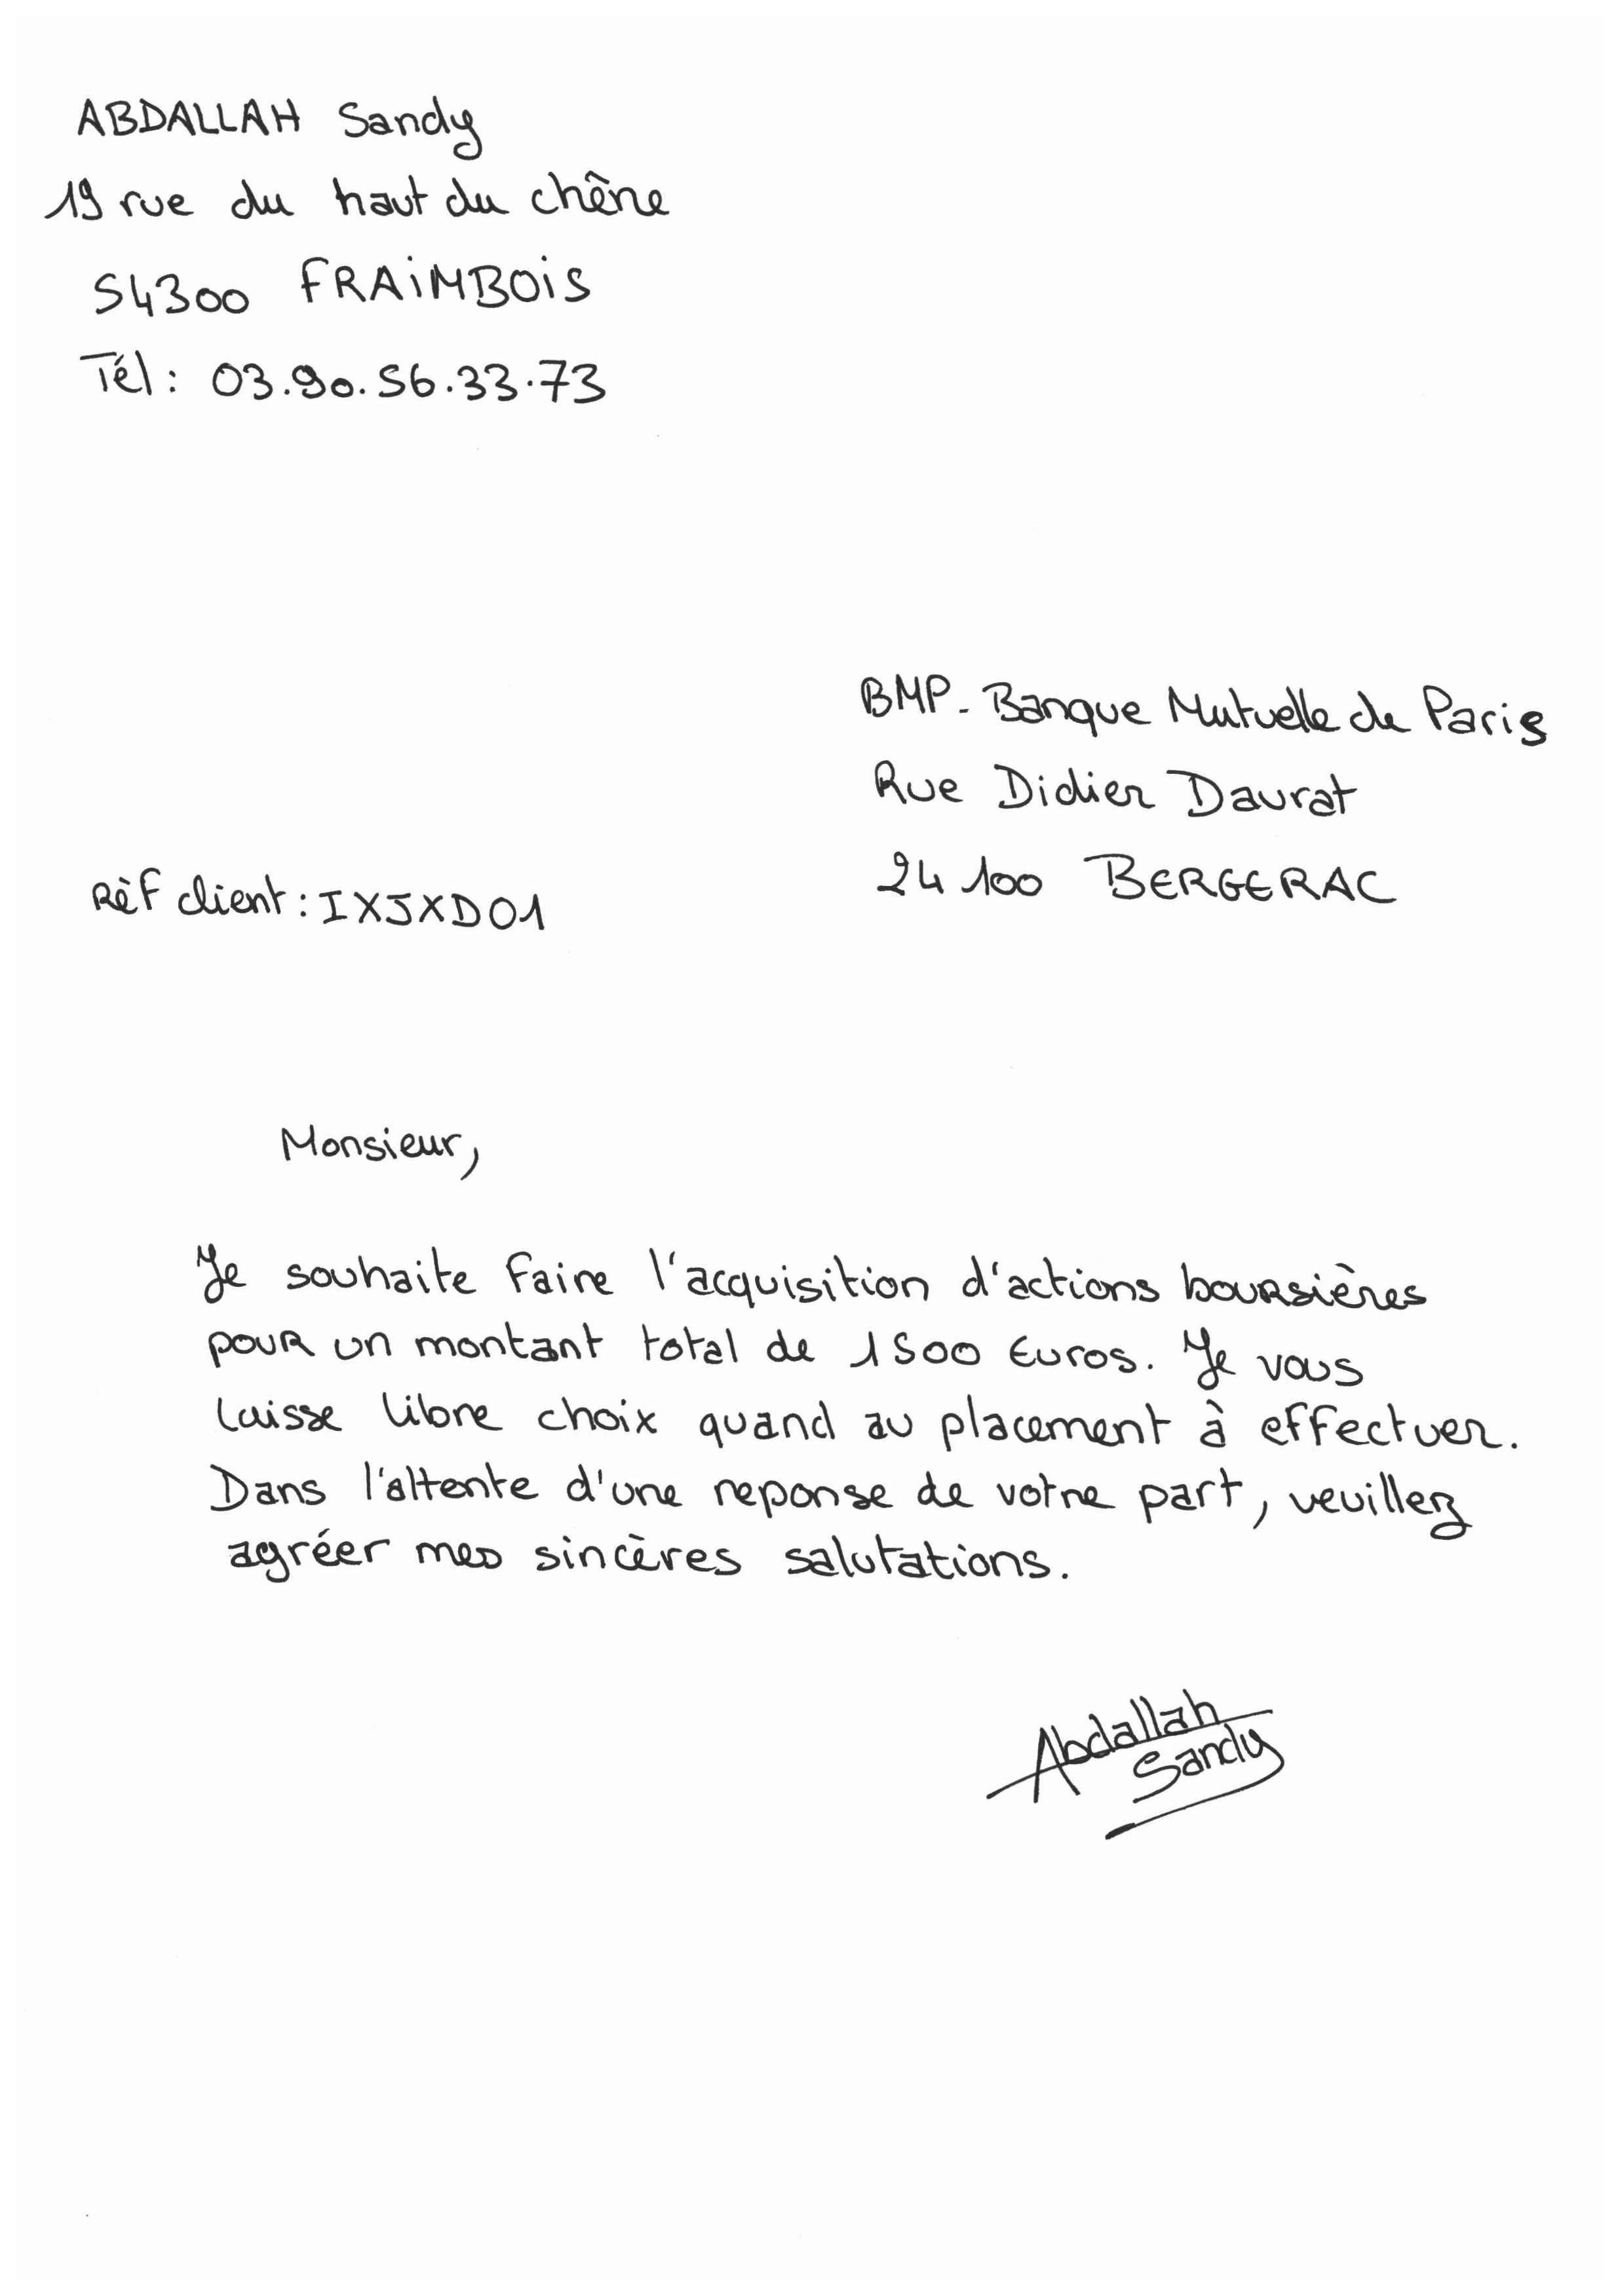 ABDALLAH Sandy
19 rue du haut du chêne
54300 FRAiMBOiS
Tél : 03.90.56.33.73
BMP - Banque Mutuelle de Paris
Rue Didier Daurat
24 100 BERGERAC
Rèf client : IXJXD01
Monsieur,
Je souhaite faire l'acquisition d'actions boursières
pour un montant total de 1500 Euros. Je vous
laisse libre choix quand au placement à effectuer.
Dans l'attente d'une reponse de votre part, veuillez
agréer mes sincères salutations.
Abdallah
Sandy